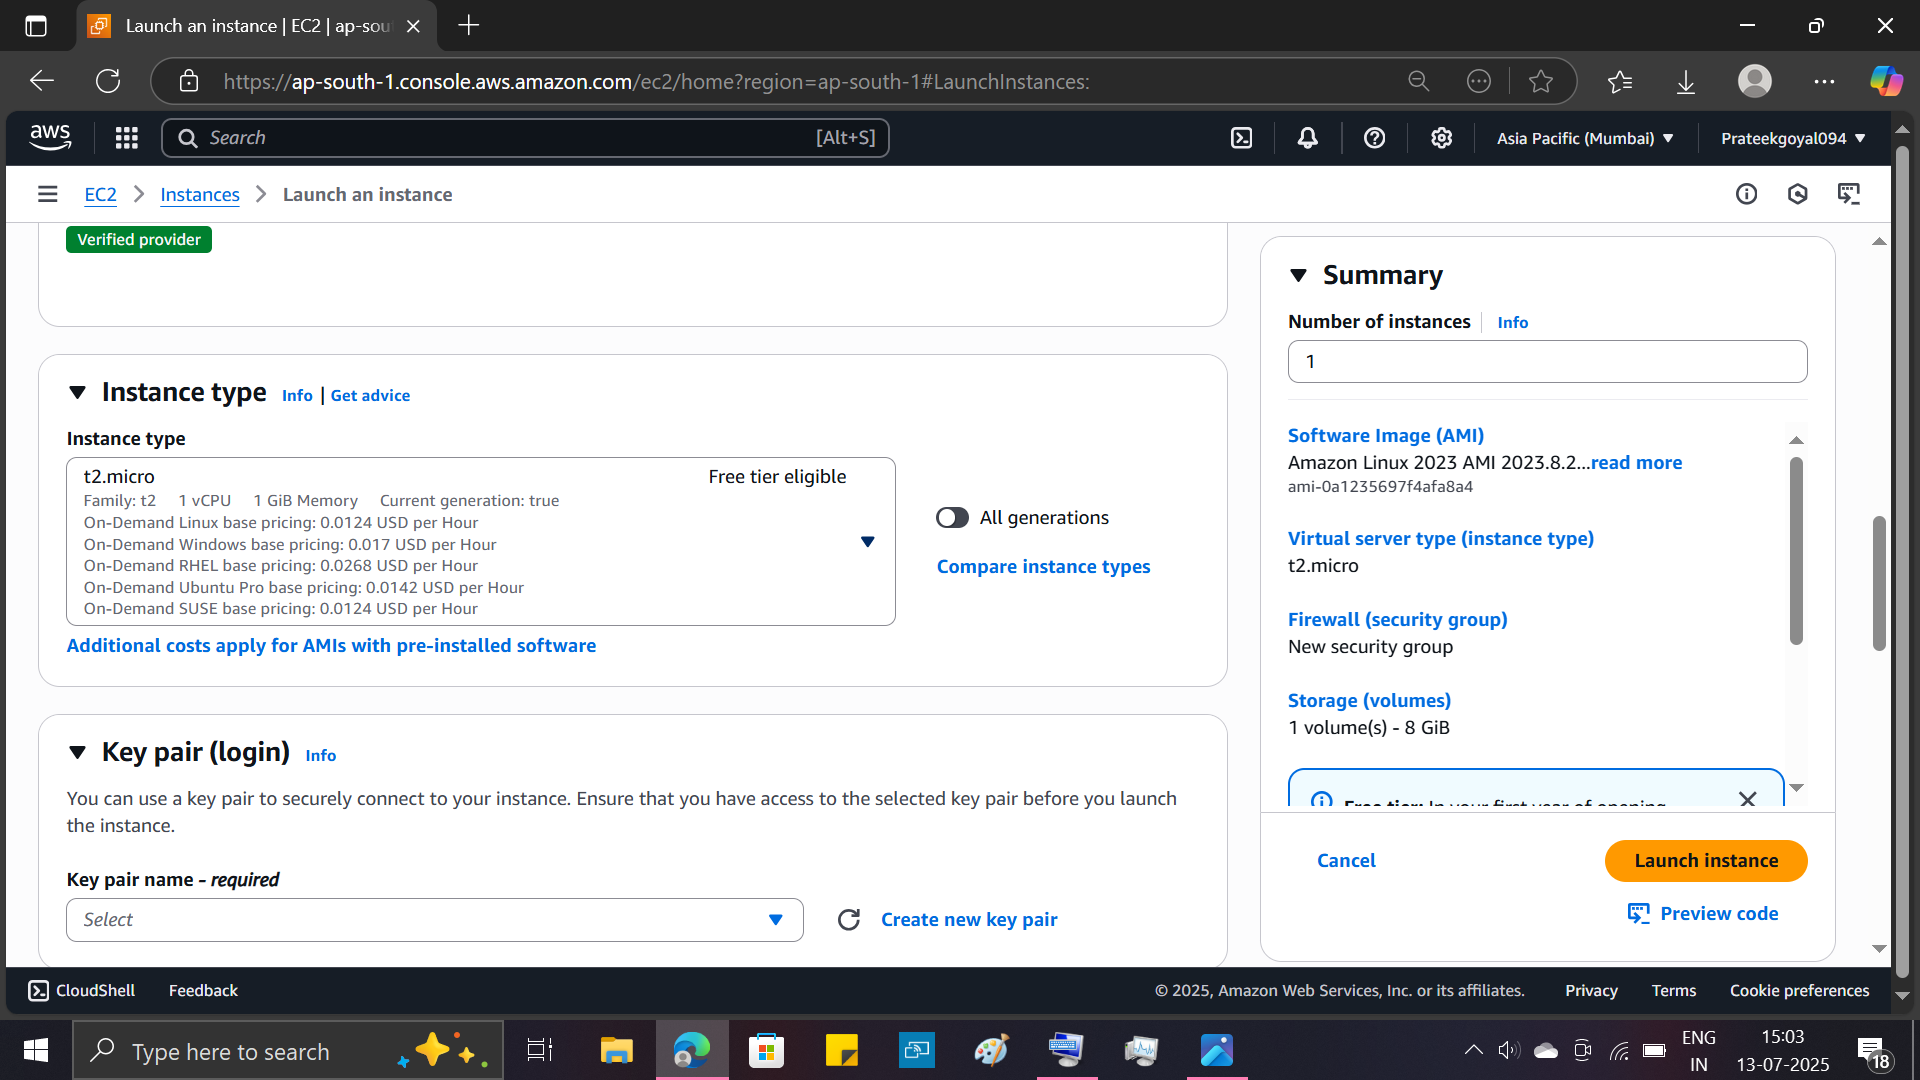 Launch an instance | EC2 | ap-sou
https://ap-south-1.console.aws.amazon.com/ec2/home?region=ap-south-1#LaunchInstances:
aws
Search
[Alt+S]
Asia Pacific (Mumbai)
Prateekgoyal094
EC2 > Instances > Launch an instance
Verified provider
Instance type Info | Get advice
Instance type
t2.micro Free tier eligible
Family: t2 1 vCPU 1 GiB Memory Current generation: true
On-Demand Linux base pricing: 0.0124 USD per Hour
On-Demand Windows base pricing: 0.017 USD per Hour
On-Demand RHEL base pricing: 0.0268 USD per Hour
On-Demand Ubuntu Pro base pricing: 0.0142 USD per Hour
On-Demand SUSE base pricing: 0.0124 USD per Hour
All generations
Compare instance types
Additional costs apply for AMIs with pre-installed software
Key pair (login) Info
You can use a key pair to securely connect to your instance. Ensure that you have access to the selected key pair before you launch
the instance.
Key pair name - required
Select
Create new key pair
Summary
Number of instances Info
1
Software Image (AMI)
Amazon Linux 2023 AMI 2023.8.2...read more
ami-0a1235697f4afa8a4
Virtual server type (instance type)
t2.micro
Firewall (security group)
New security group
Storage (volumes)
1 volume(s) - 8 GiB
Free tier: In your first year of opening
Cancel
Launch instance
Preview code
CloudShell
Feedback
© 2025, Amazon Web Services, Inc. or its affiliates.
Privacy
Terms
Cookie preferences
Type here to search
ENG
IN
15:03
13-07-2025
18